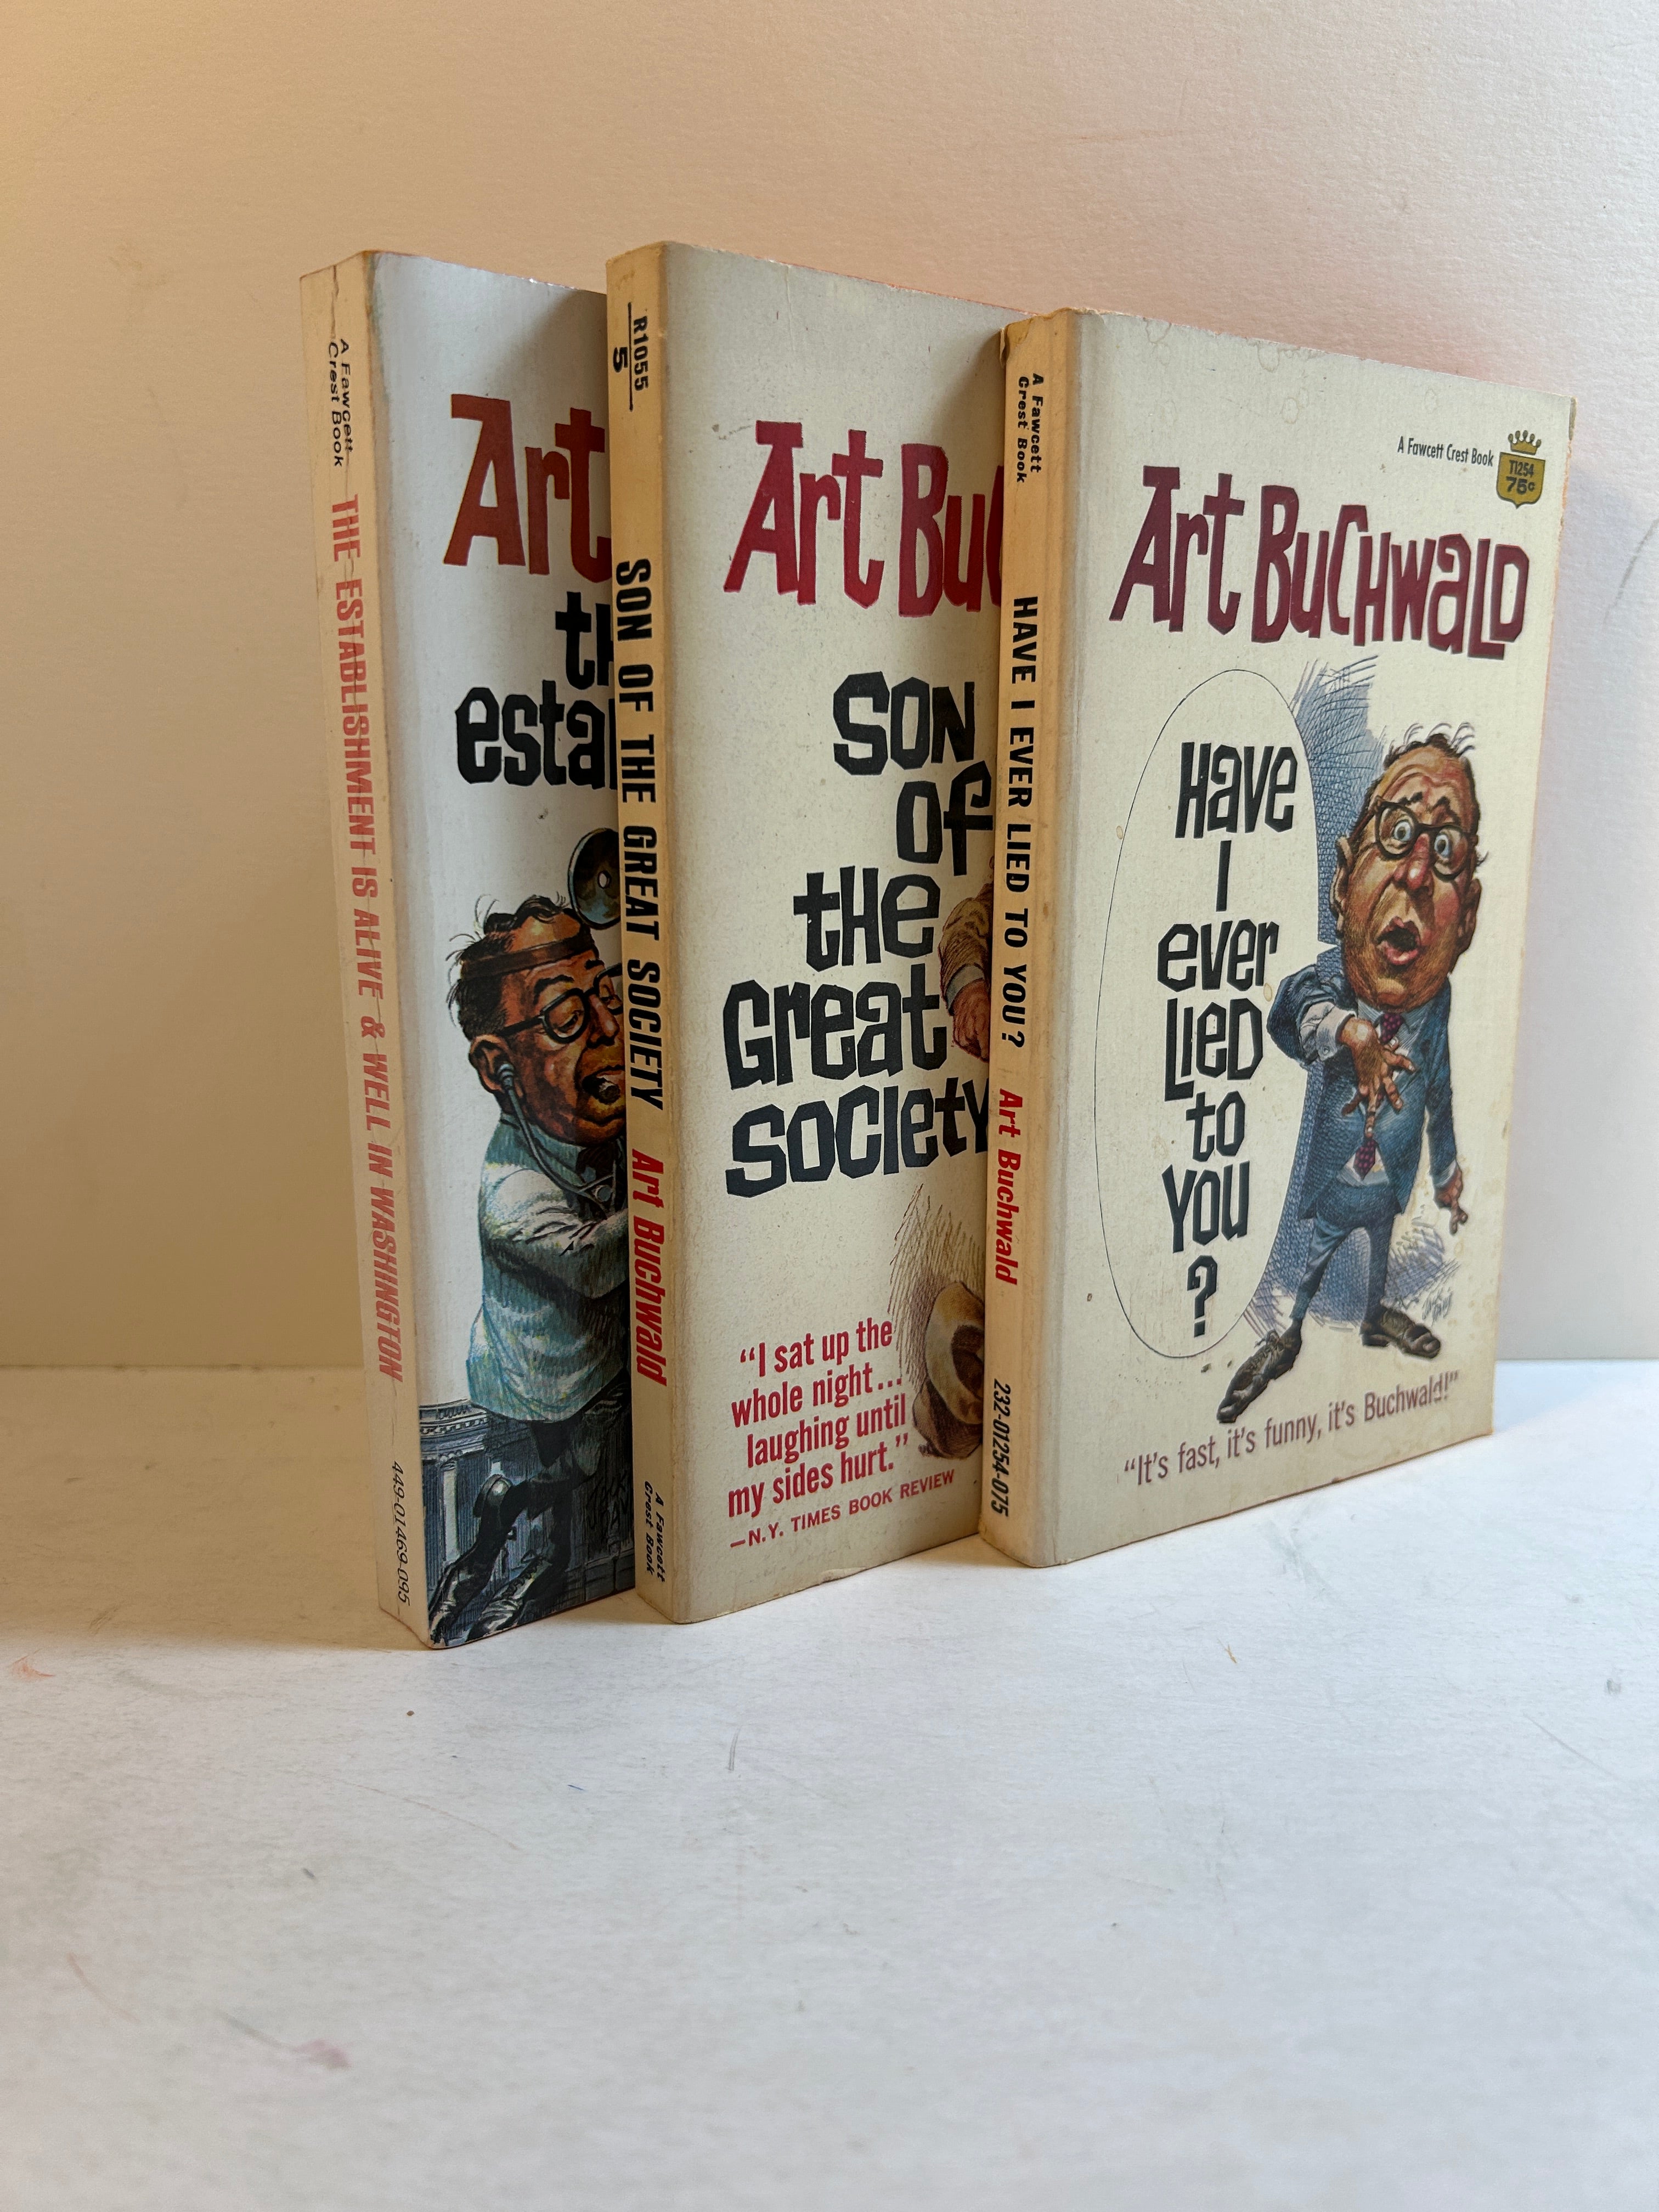 A Fawcett
Crest Book
THE ESTABLISHMENT IS ALIVE & WELL IN WASHINGTON
449-01469-095
Art
esta
R1055
5
SON OF THE GREAT SOCIETY
Art Buchwald
A Fawcett
Crest Book
Art Buc
SON
OF
tHe
Great
Society
“I sat up the
whole night...
laughing until
my sides hurt.”
—N.Y. TIMES BOOK REVIEW
A Fawcett
Crest Book
HAVE I EVER LIED TO YOU?
Art Buchwald
232-01254-075
A Fawcett Crest Book
T1254
75¢
Art BuCHwaLD
Have
I
ever
Lied
to
You
?
“It's fast, it's funny, it's Buchwald!”